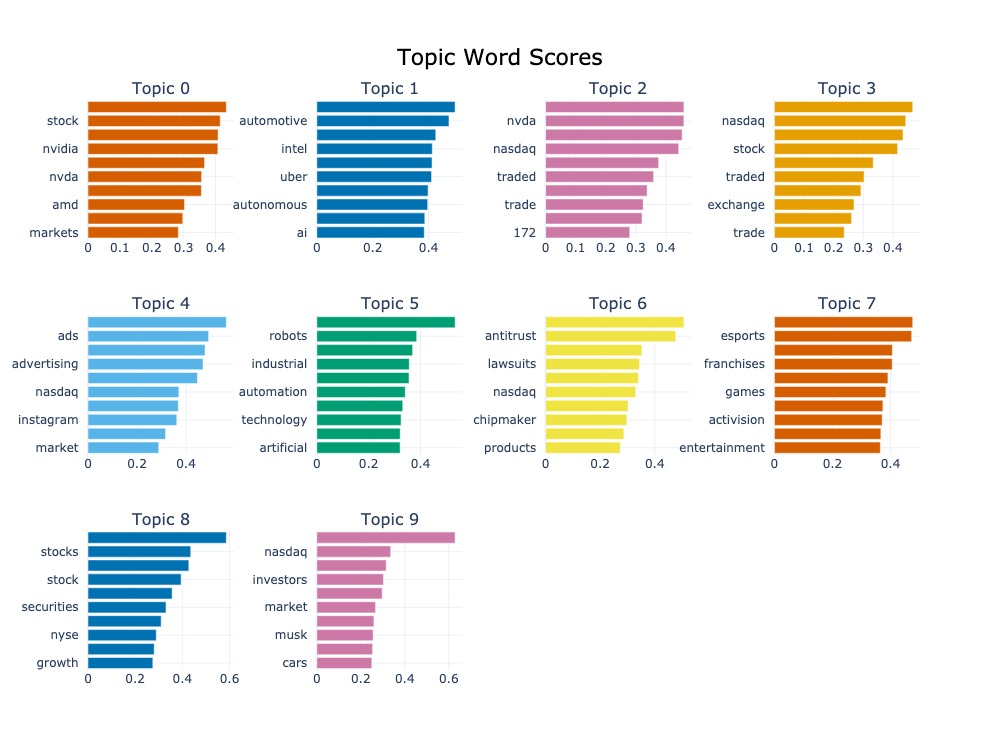 Topic Word Scores
Topic 0
Topic 1
Topic 2
Topic 3
stock
nvidia
nvda
amd
markets
0 0.1 0.2 0.3 0.4
automotive
intel
uber
autonomous
ai
0 0.2 0.4
nvda
nasdaq
traded
trade
172
0 0.1 0.2 0.3 0.4
nasdaq
stock
traded
exchange
trade
0 0.1 0.2 0.3 0.4
Topic 4
Topic 5
Topic 6
Topic 7
ads
advertising
nasdaq
instagram
market
0 0.2 0.4
robots
industrial
automation
technology
artificial
0 0.2 0.4
antitrust
lawsuits
nasdaq
chipmaker
products
0 0.2 0.4
esports
franchises
games
activision
entertainment
0 0.2 0.4
Topic 8
Topic 9
stocks
stock
securities
nyse
growth
0 0.2 0.4 0.6
nasdaq
investors
market
musk
cars
0 0.2 0.4 0.6